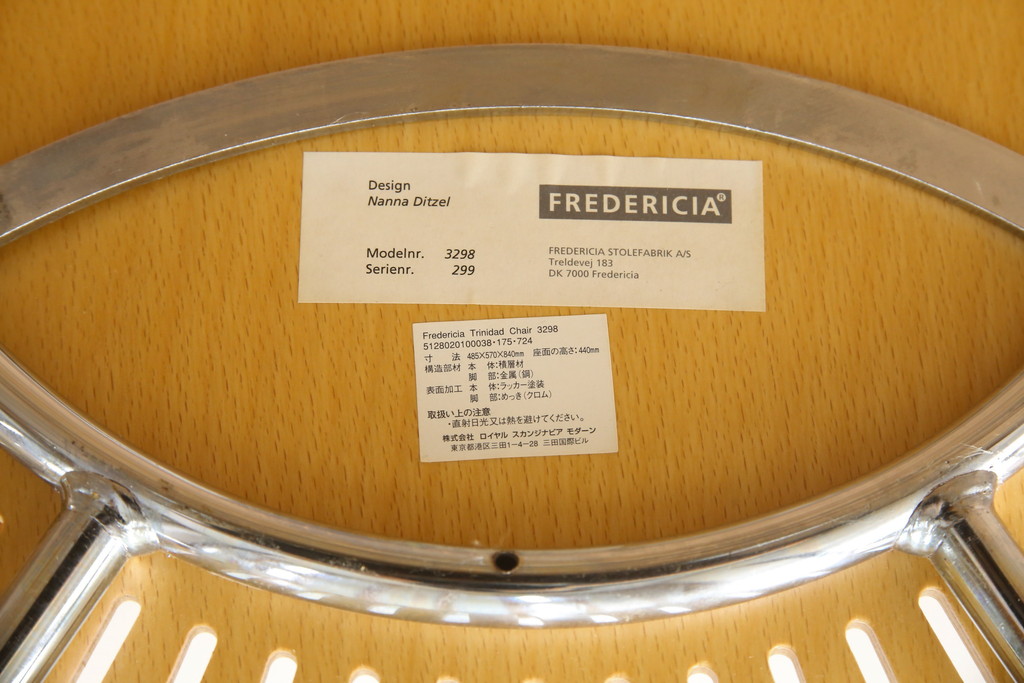 Design
Nanna Ditzel
FREDERICIA®
Modelnr. 3298
Serienr. 299
FREDERICIA STOLEFABRIK A/S
Treldevej 183
DK 7000 Fredericia
Fredericia Trinidad Chair 3298
5128020100038・175・724
寸 法 485×570×840mm 座面の高さ:440mm
構造部材 本 体:積層材
脚 部:金属(鋼)
表面加工 本 体:ラッカー塗装
脚 部:めっき(クロム)
取扱い上の注意
・直射日光又は熱を避けてください。
株式会社 ロイヤル スカンジナビア モダーン
東京都港区三田1-4-28 三田国際ビル